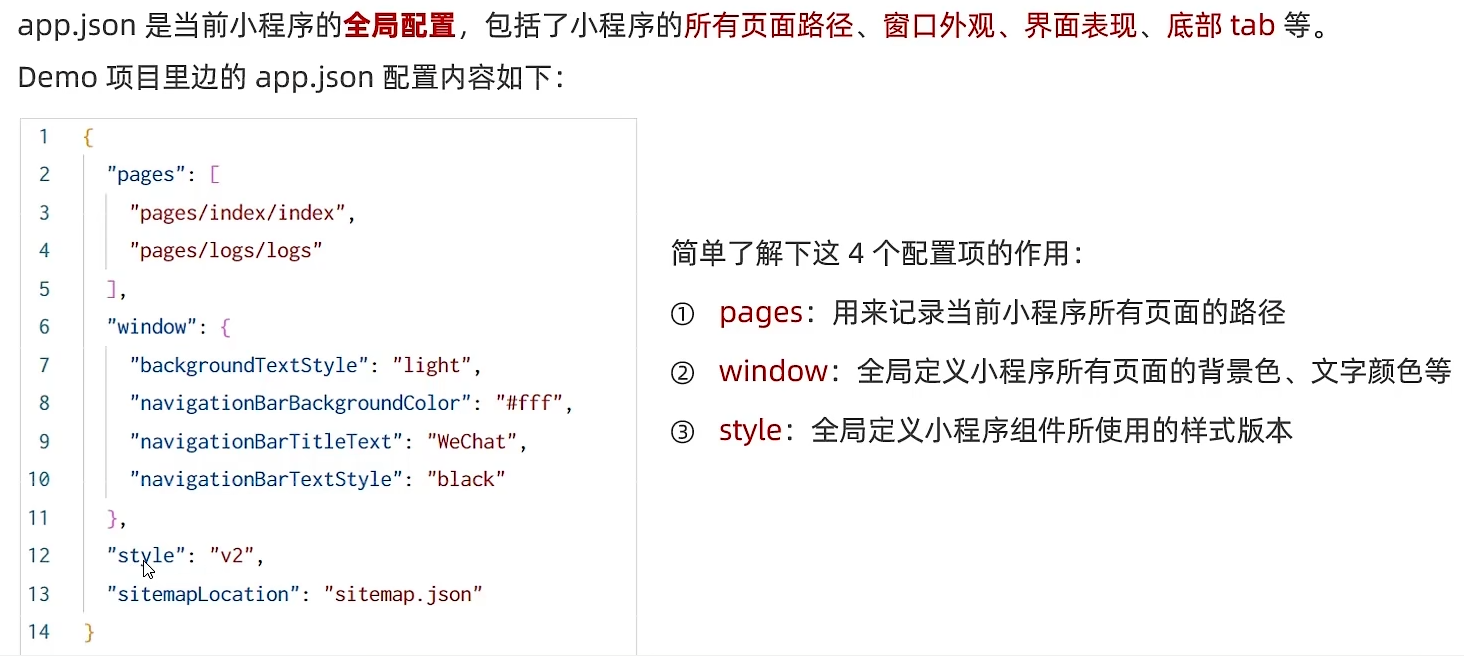 app.json 是当前小程序的全局配置，包括了小程序的所有页面路径、窗口外观、界面表现、底部 tab 等。
Demo 项目里边的 app.json 配置内容如下：
1 {
2 "pages": [
3 "pages/index/index",
4 "pages/logs/logs"
5 ],
6 "window": {
7 "backgroundTextStyle": "light",
8 "navigationBarBackgroundColor": "#fff",
9 "navigationBarTitleText": "WeChat",
10 "navigationBarTextStyle": "black"
11 },
12 "style": "v2",
13 "sitemapLocation": "sitemap.json"
14 }
简单了解下这 4 个配置项的作用：
① pages：用来记录当前小程序所有页面的路径
② window：全局定义小程序所有页面的背景色、文字颜色等
③ style：全局定义小程序组件所使用的样式版本